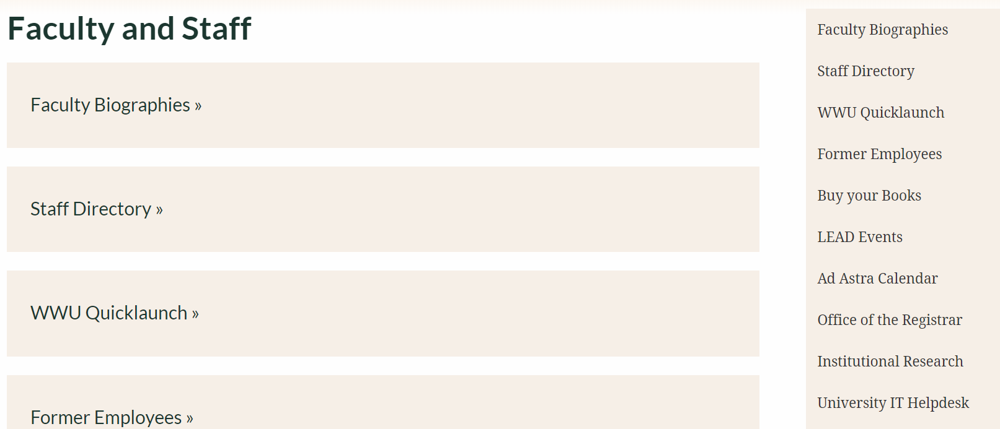 Faculty and Staff
Faculty Biographies »
Staff Directory »
WWU Quicklaunch »
Former Employees »
Faculty Biographies
Staff Directory
WWU Quicklaunch
Former Employees
Buy your Books
LEAD Events
Ad Astra Calendar
Office of the Registrar
Institutional Research
University IT Helpdesk